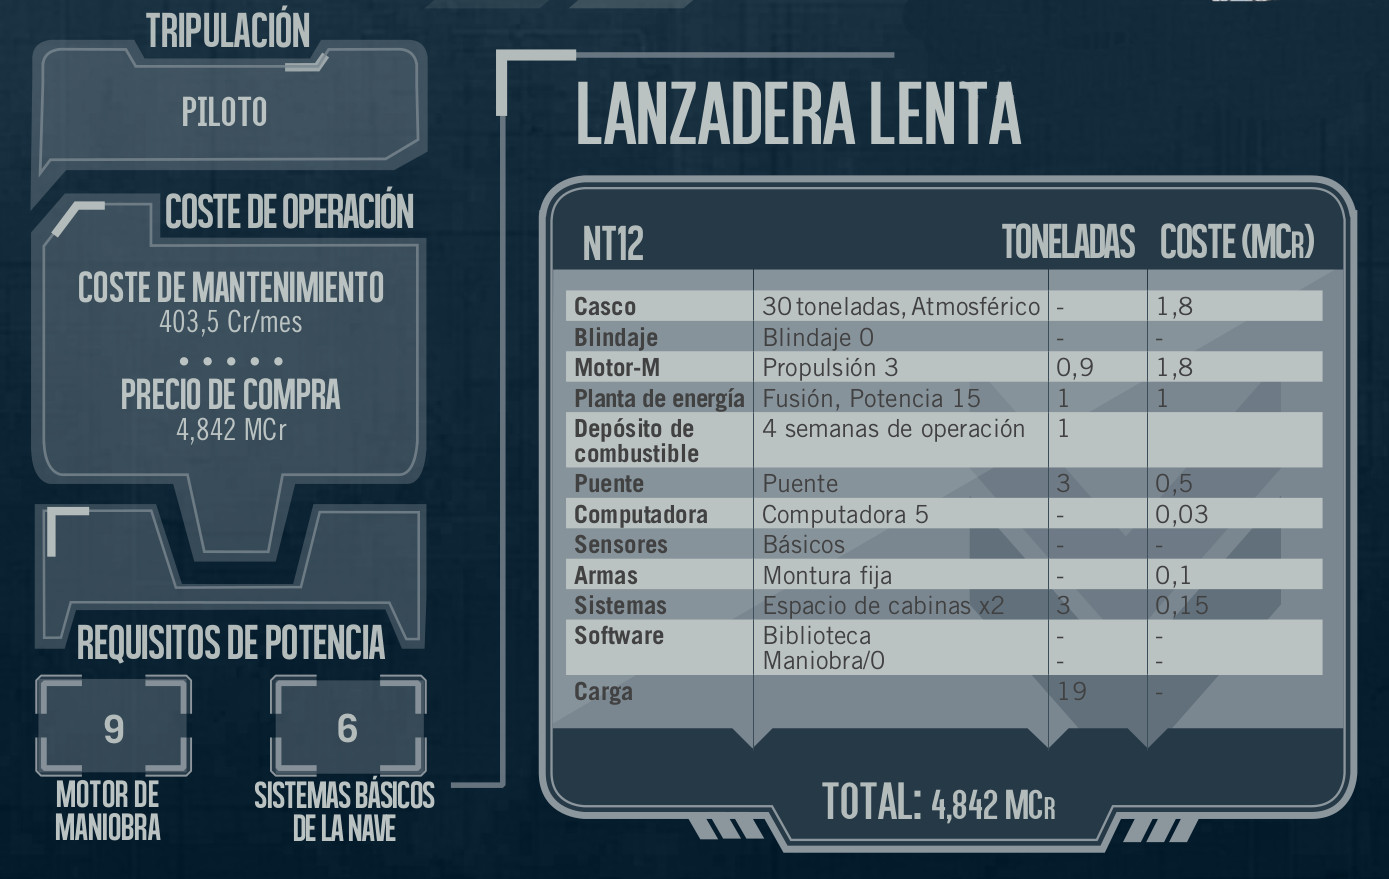 TRIPULACIÓN
PILOTO
COSTE DE OPERACIÓN
COSTE DE MANTENIMIENTO
403,5 Cr/mes
PRECIO DE COMPRA
4,842 MCr
REQUISITOS DE POTENCIA
9
MOTOR DE
MANIOBRA
6
SISTEMAS BÁSICOS
DE LA NAVE
LANZADERA LENTA
NT12 TONELADAS COSTE (MCR)
Casco 30 toneladas, Atmosférico - 1,8
Blindaje Blindaje 0 - -
Motor-M Propulsión 3 0,9 1,8
Planta de energía Fusión, Potencia 15 1 1
Depósito de 4 semanas de operación 1
combustible
Puente Puente 3 0,5
Computadora Computadora 5 - 0,03
Sensores Básicos - -
Armas Montura fija - 0,1
Sistemas Espacio de cabinas x2 3 0,15
Software Biblioteca - -
Maniobra/0 - -
Carga 19 -
TOTAL: 4,842 MCR